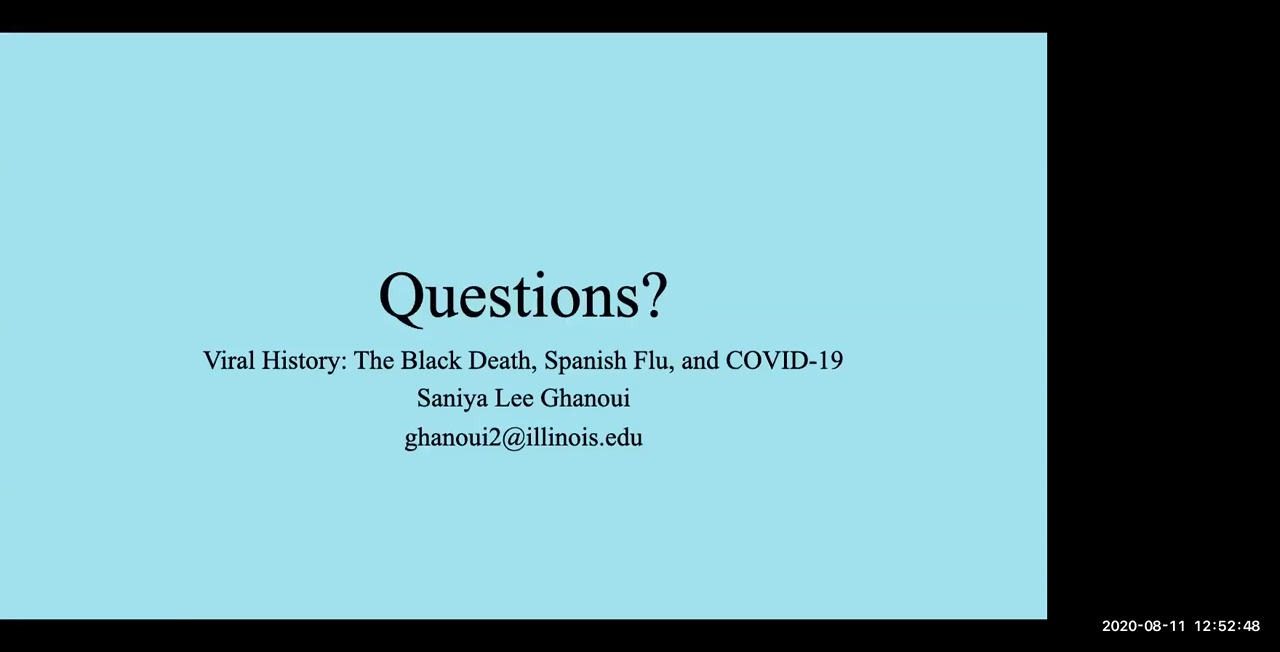 Questions?
Viral History: The Black Death, Spanish Flu, and COVID-19
Saniya Lee Ghanoui
ghanoui2@illinois.edu
2020-08-11 12:52:48